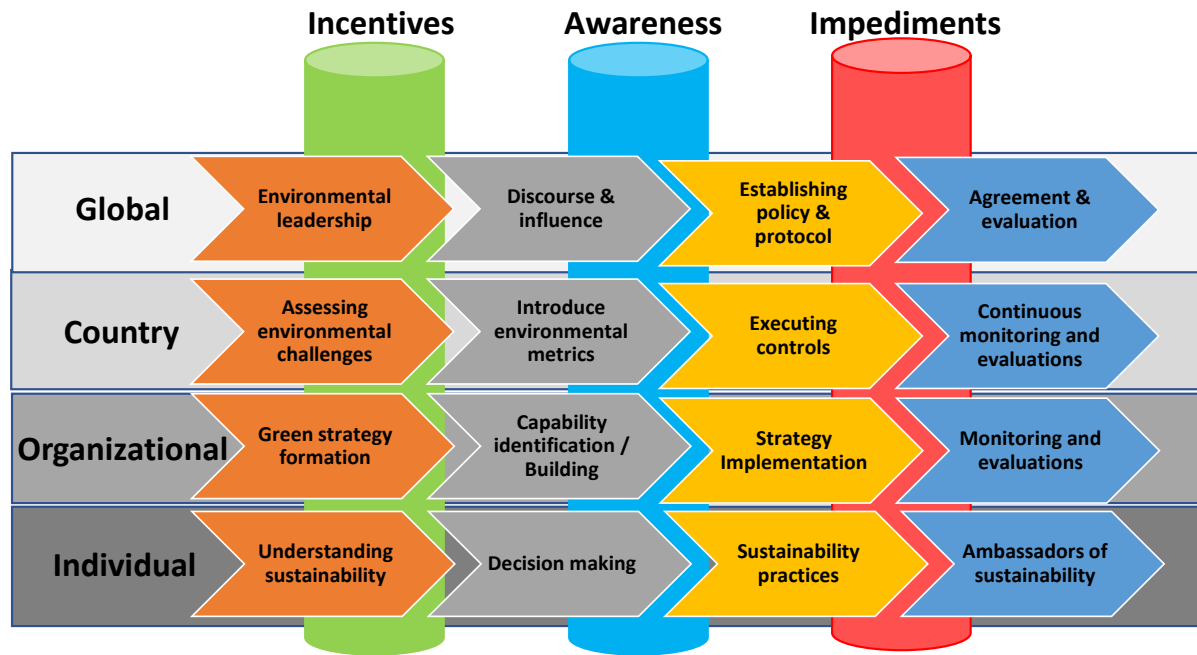 Incentives
Awareness
Impediments
Global
Environmental
leadership
Discourse &
influence
Establishing
policy &
protocol
Agreement &
evaluation
Country
Assessing
environmental
challenges
Introduce
environmental
metrics
Executing
controls
Continuous
monitoring and
evaluations
Organizational
Green strategy
formation
Capability
identification /
Building
Strategy
Implementation
Monitoring and
evaluations
Individual
Understanding
sustainability
Decision making
Sustainability
practices
Ambassadors of
sustainability